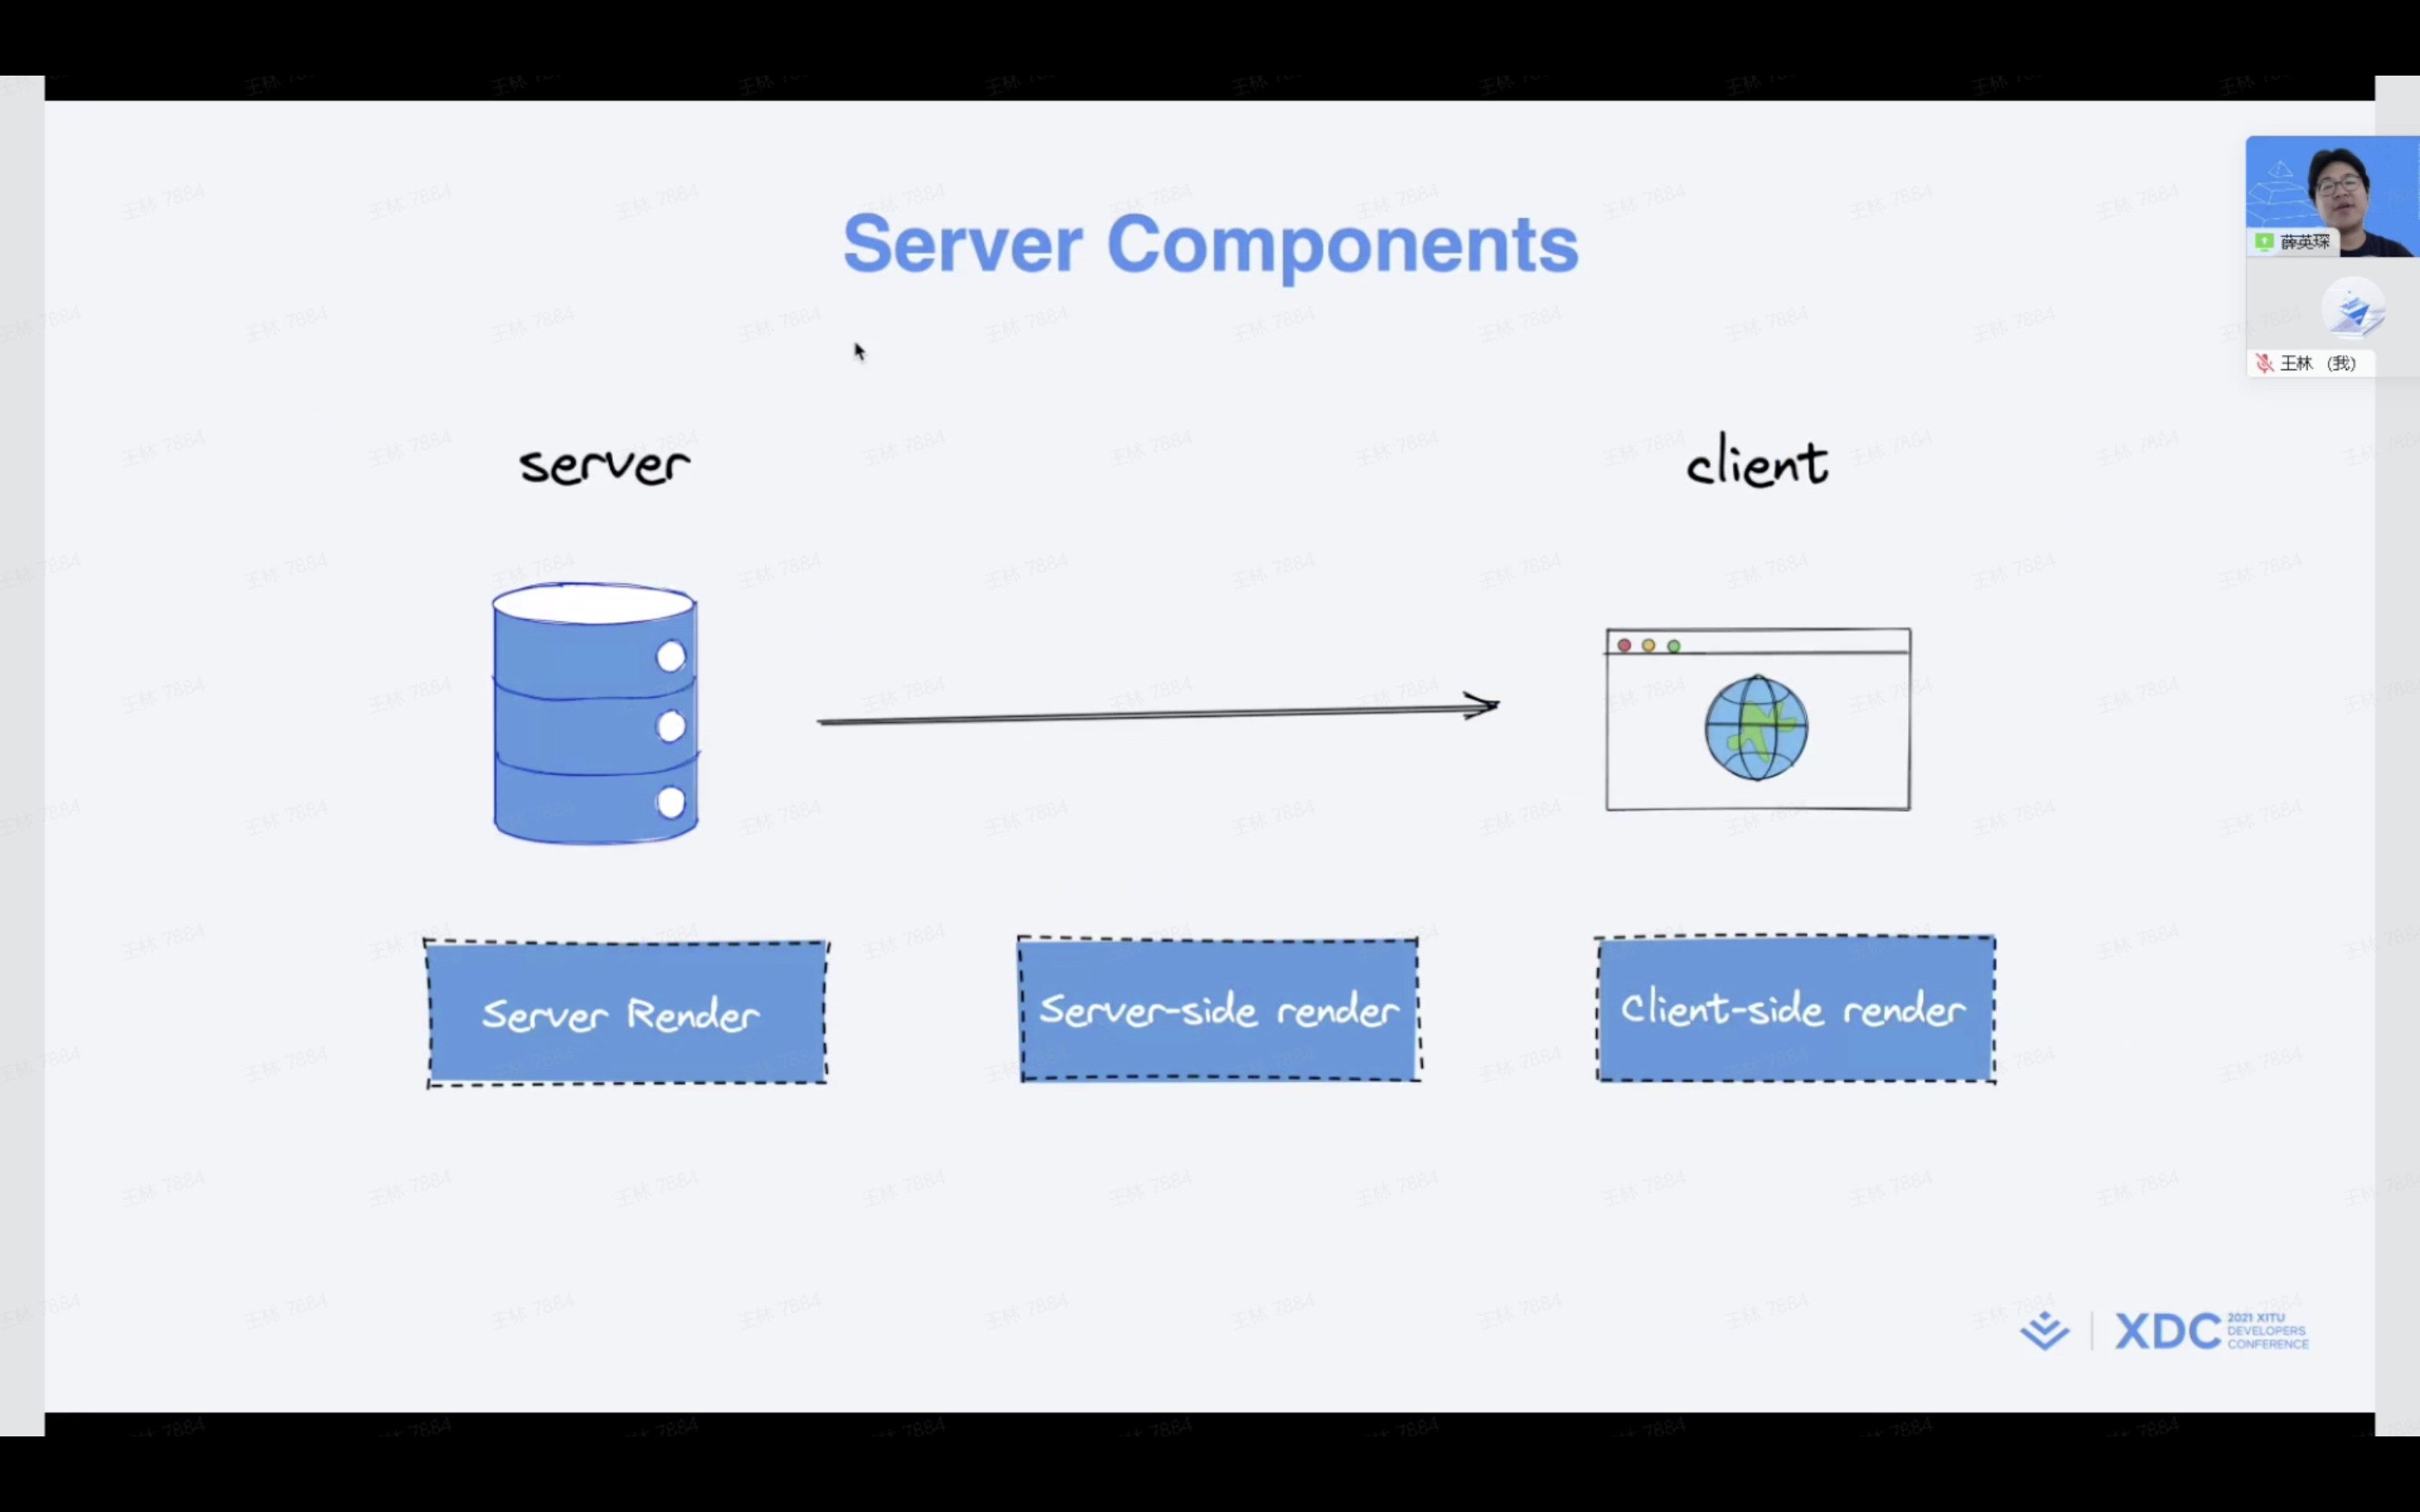 Server Components
薛英琛
王林 (我)
server
client
Server Render
Server-side render
Client-side render
XDC
2021 XITU
DEVELOPERS
CONFERENCE
王林 7884